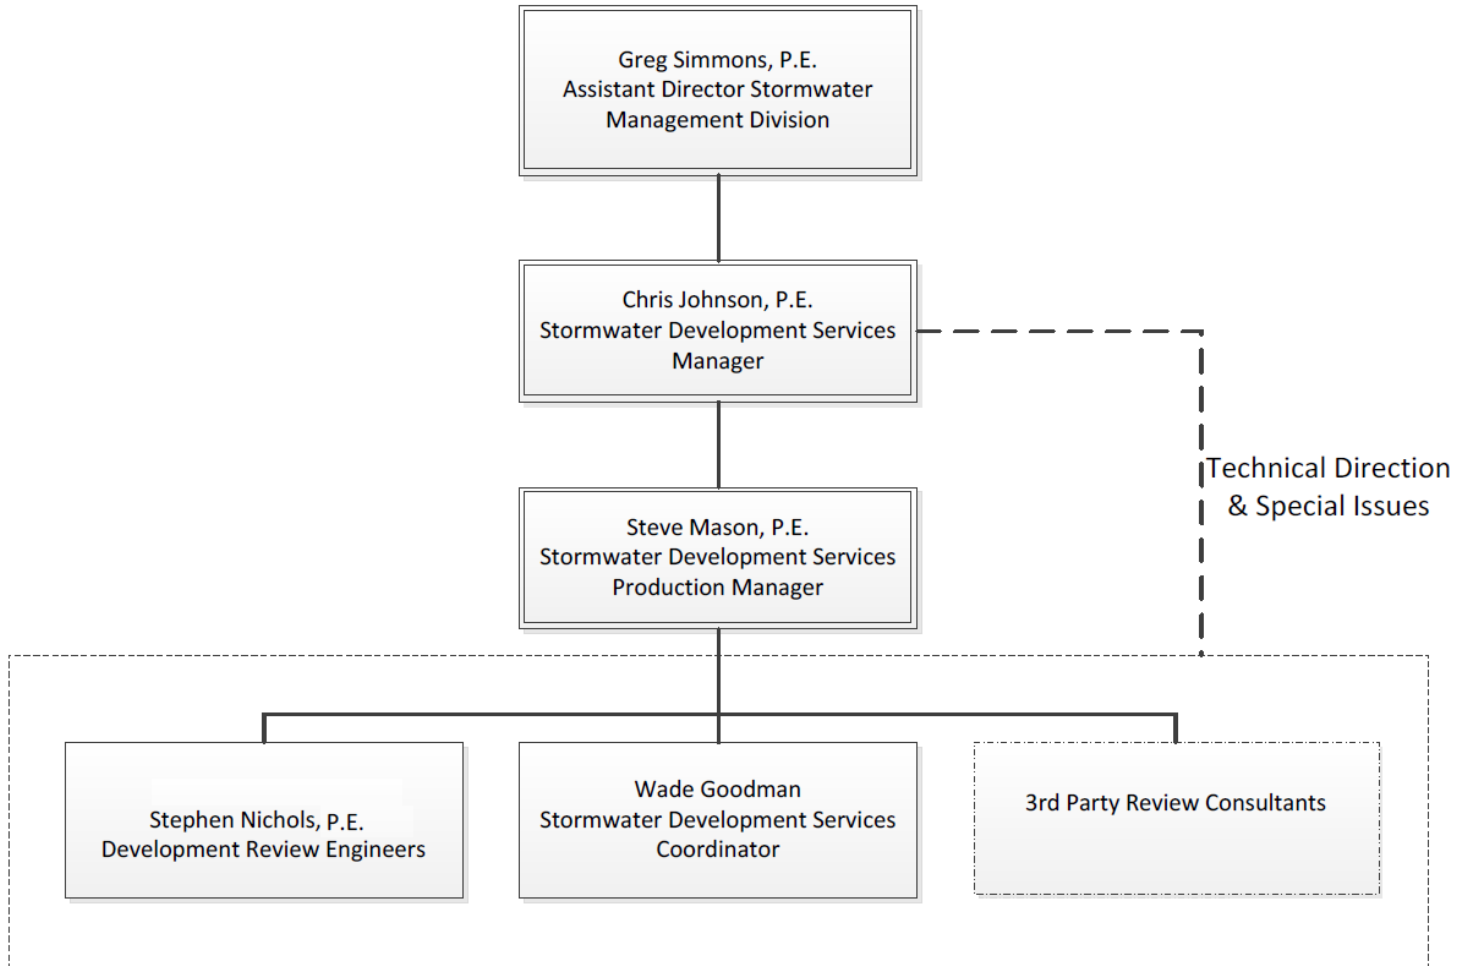 Greg Simmons, P.E.
Assistant Director Stormwater
Management Division
Chris Johnson, P.E.
Stormwater Development Services
Manager
Technical Direction
& Special Issues
Steve Mason, P.E.
Stormwater Development Services
Production Manager
Stephen Nichols, P.E.
Development Review Engineers
Wade Goodman
Stormwater Development Services
Coordinator
3rd Party Review Consultants